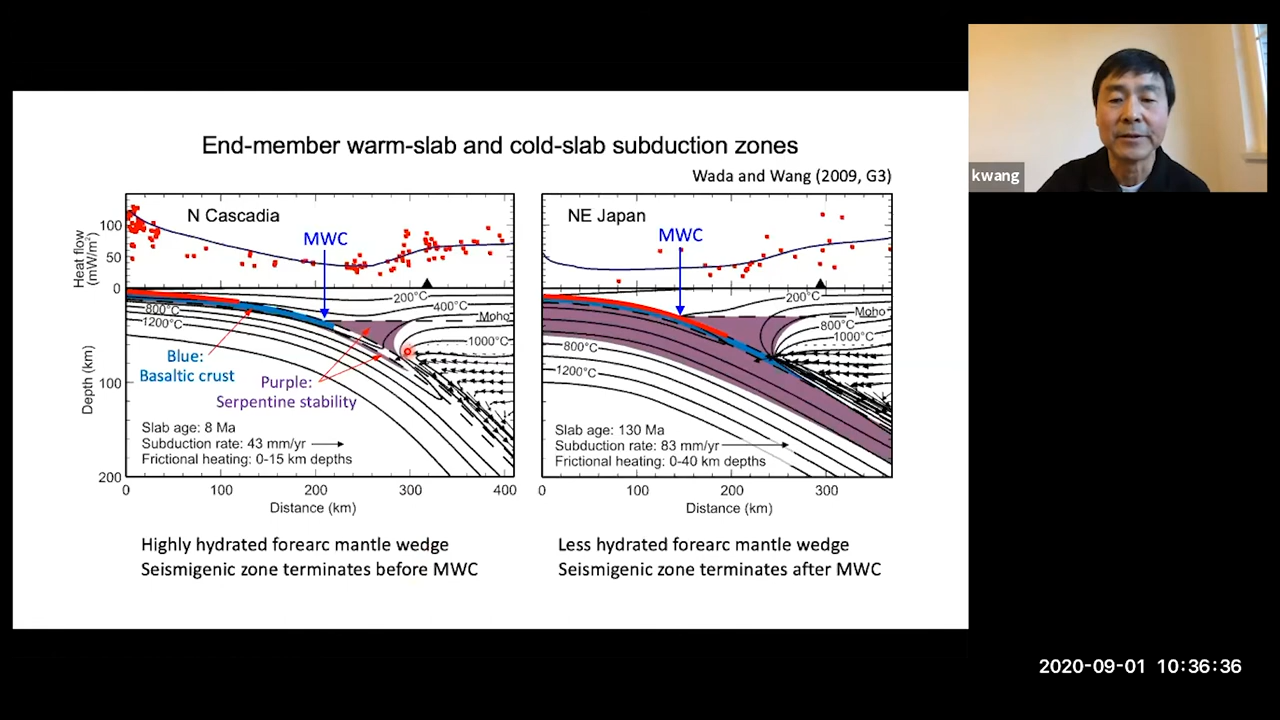 End-member warm-slab and cold-slab subduction zones
Wada and Wang (2009, G3)
kwang
N Cascadia
MWC
Heat flow
(mW/m²)
100
50
0
200°C
400°C
Moho
800°C
1200°C
1000°C
Blue:
Basaltic crust
Purple:
Serpentine stability
Depth (km)
100
200
Slab age: 8 Ma
Subduction rate: 43 mm/yr
Frictional heating: 0-15 km depths
0
100
200
300
400
Distance (km)
NE Japan
MWC
200°C
Moho
800°C
1000°C
800°C
1200°C
Slab age: 130 Ma
Subduction rate: 83 mm/yr
Frictional heating: 0-40 km depths
0
100
200
300
Distance (km)
Highly hydrated forearc mantle wedge
Seismigenic zone terminates before MWC
Less hydrated forearc mantle wedge
Seismigenic zone terminates after MWC
2020-09-01 10:36:36